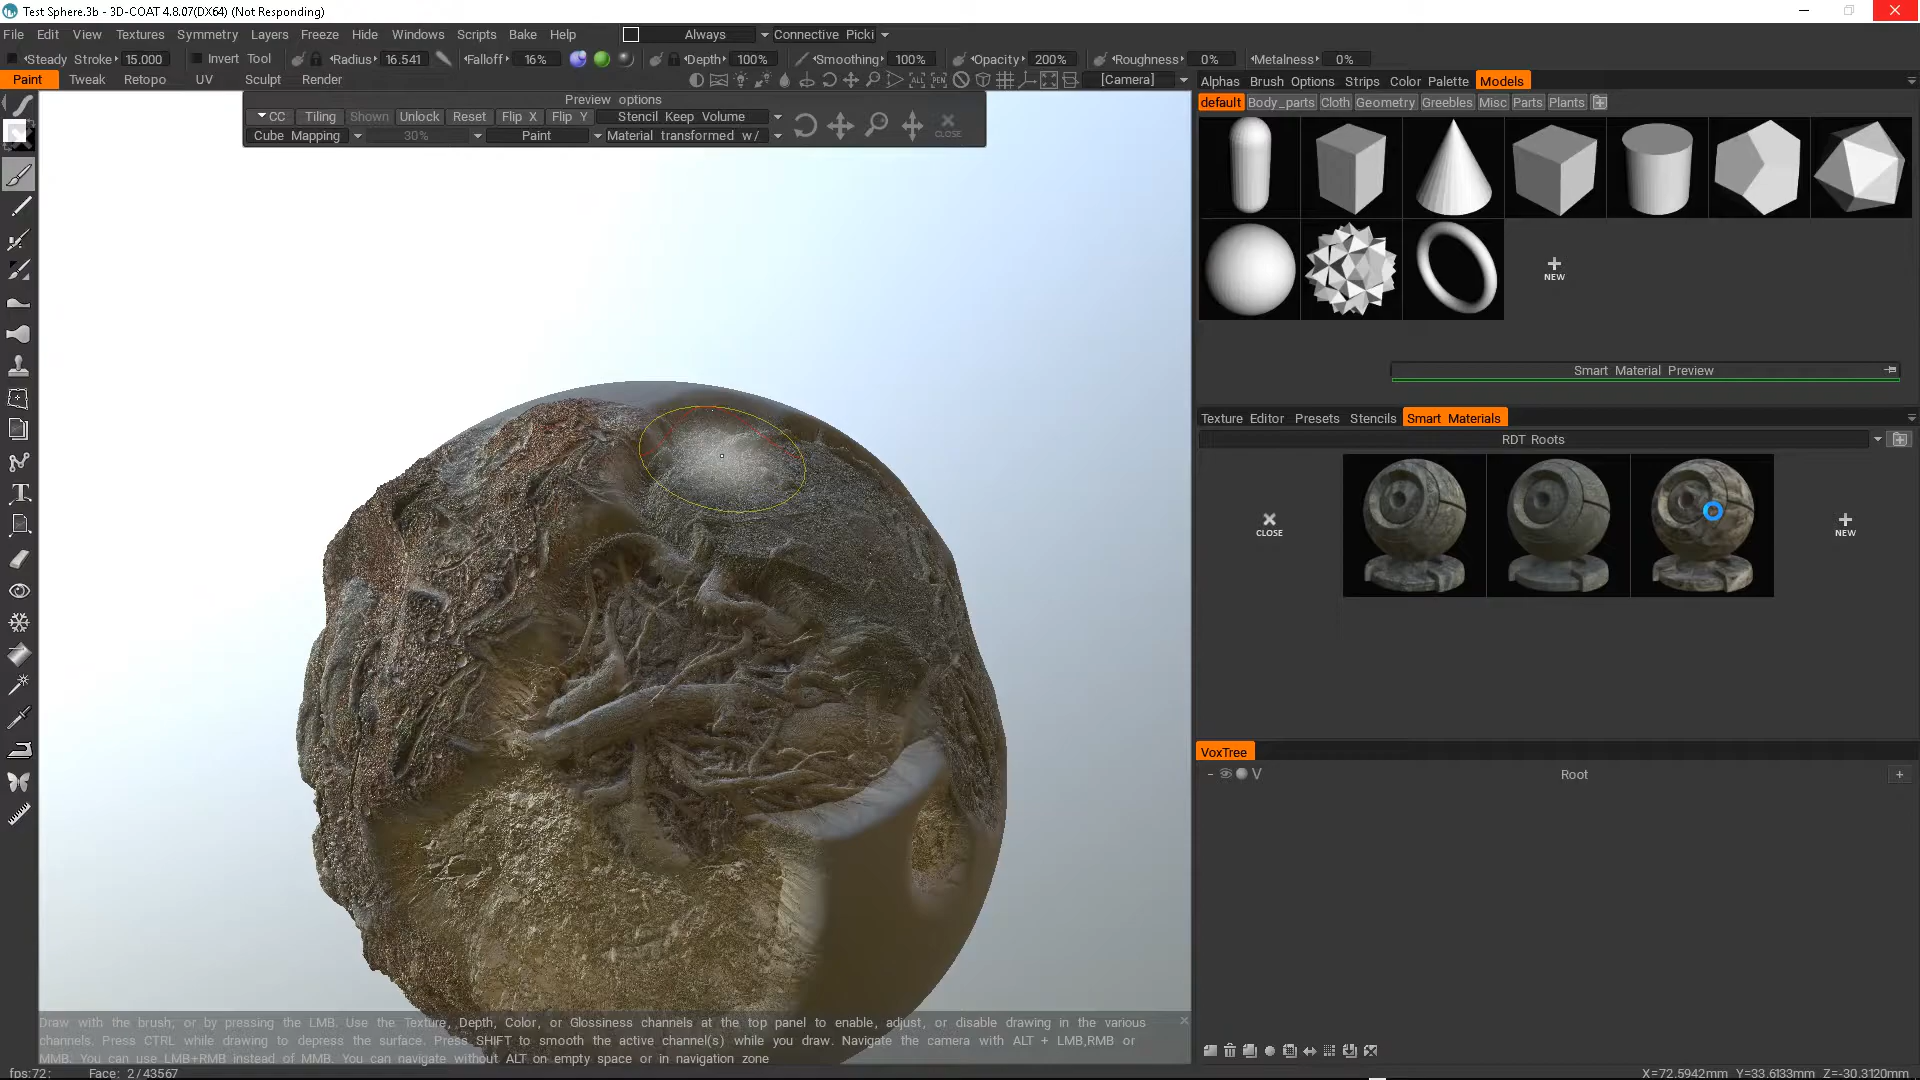 Test Sphere.3b - 3D-COAT 4.8.07(DX64) (Not Responding)
File Edit View Textures Symmetry Layers Freeze Hide Windows Scripts Bake Help Always Connective Picki
Steady Stroke 15.000 Invert Tool Radius 16.541 Falloff 16% Depth 100% Smoothing 100% Opacity 200% Roughness 0% Metalness 0%
Paint Tweak Retopo UV Sculpt Render [Camera]
Alphas Brush Options Strips Color Palette Models
Preview options
default Body_parts Cloth Geometry Greebles Misc Parts Plants
CC Tiling Shown Unlock Reset Flip X Flip Y Stencil Keep Volume
Cube Mapping 30% Paint Material transformed w/ CLOSE
NEW
Smart Material Preview
Texture Editor Presets Stencils Smart Materials
RDT Roots
CLOSE
NEW
VoxTree
V Root
Draw with the brush; or by pressing the LMB. Use the Texture, Depth, Color, or Glossiness channels at the top panel to enable, adjust, or disable drawing in the various
channels. Press CTRL while drawing to depress the surface. Press SHIFT to smooth the active channel(s) while you draw. Navigate the camera with ALT + LMB,RMB or
MMB. You can use LMB+RMB instead of MMB. You can navigate without ALT on empty space or in navigation zone
fps:72: Face: 2/43567 X=72.5942mm Y=33.6133mm Z=-30.3120mm